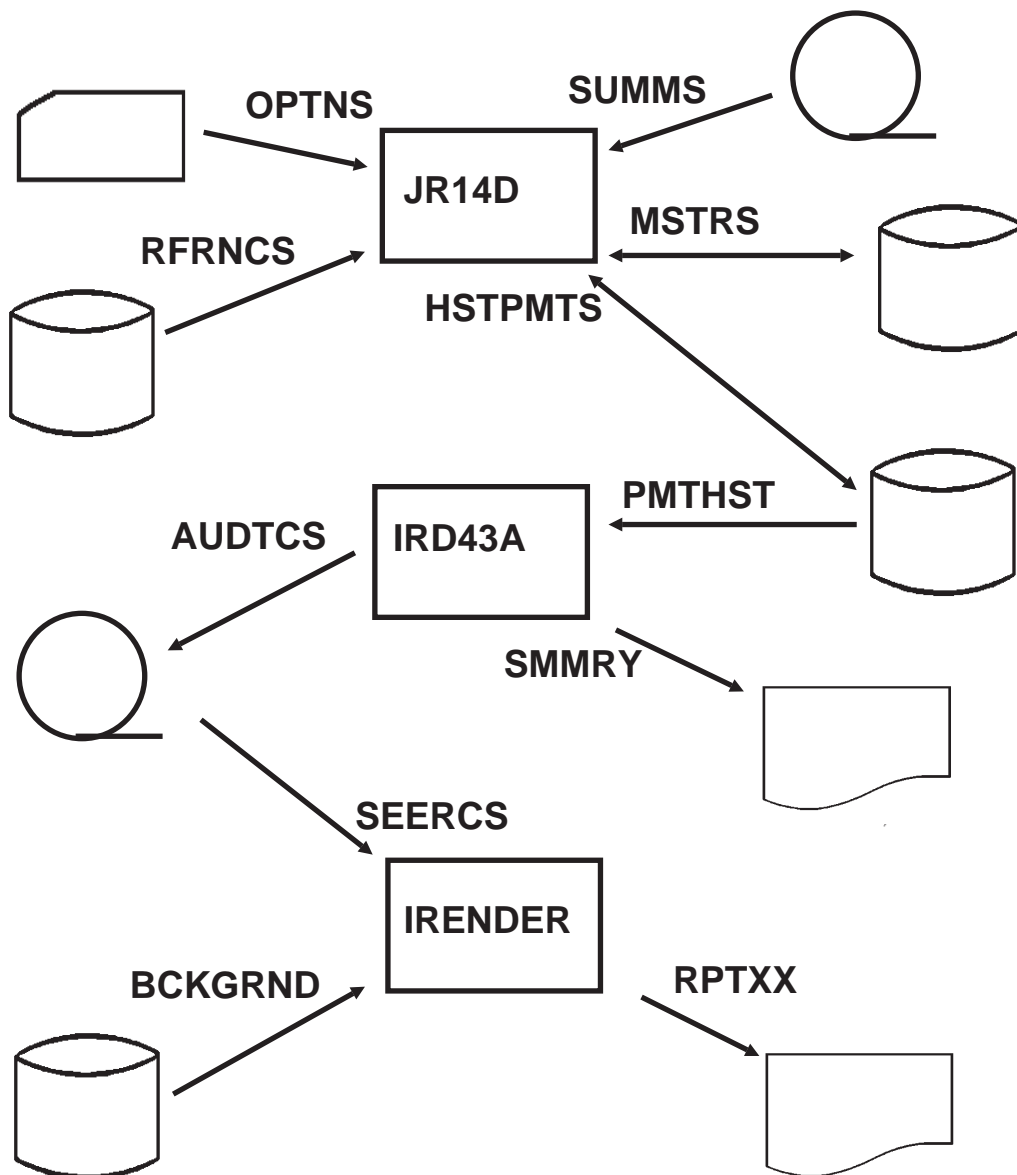 OPTNS
SUMMS
JR14D
RFRNCS
MSTRS
HSTPMTS
PMTHST
AUDTCS
IRD43A
SMMRY
SEERCS
IRENDER
BCKGRND
RPTXX